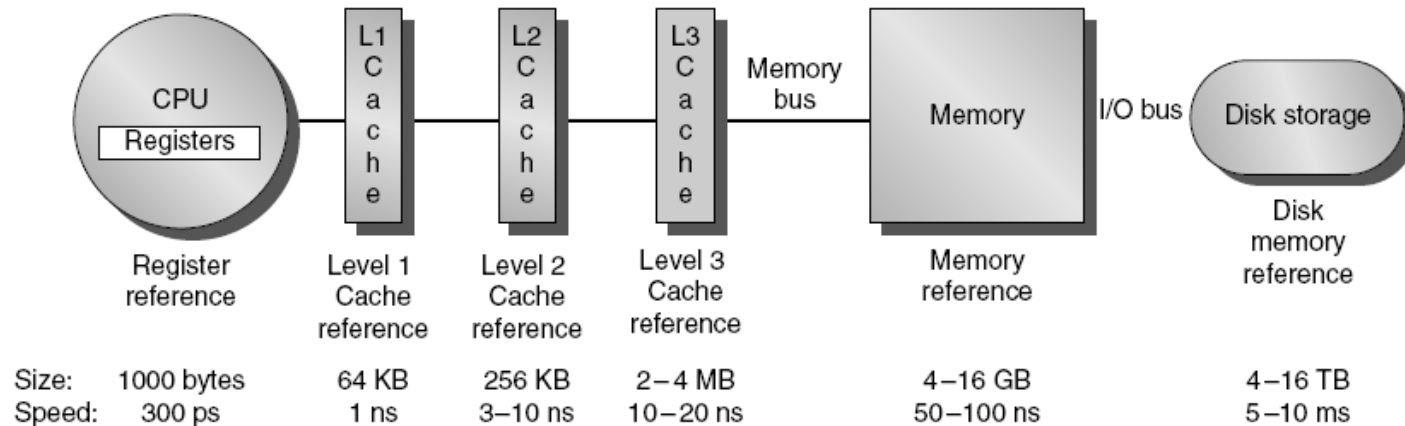 CPU
Registers
L1
C
a
c
h
e
L2
C
a
c
h
e
L3
C
a
c
h
e
Memory
bus
Memory
I/O bus
Disk storage
Register
reference
Level 1
Cache
reference
Level 2
Cache
reference
Level 3
Cache
reference
Memory
reference
Disk
memory
reference
Size: 1000 bytes 64 KB 256 KB 2–4 MB 4–16 GB 4–16 TB
Speed: 300 ps 1 ns 3–10 ns 10–20 ns 50–100 ns 5–10 ms